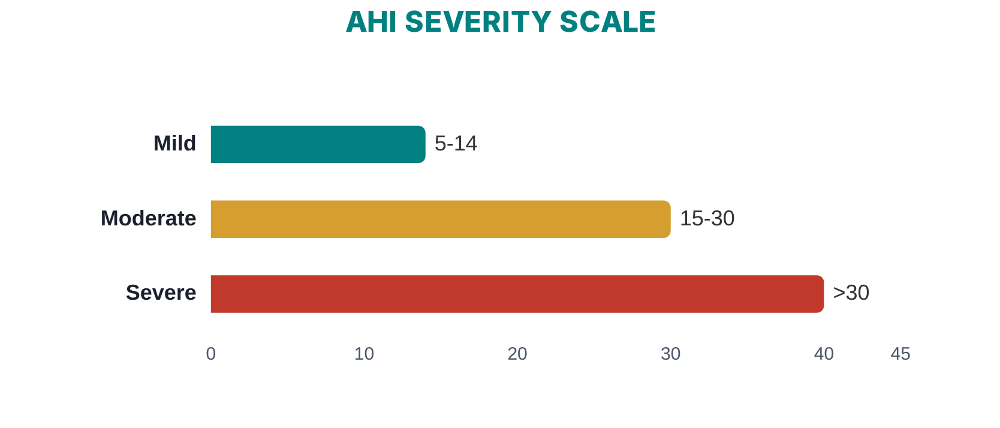 AHI SEVERITY SCALE
Mild 5-14
Moderate 15-30
Severe >30
0 10 20 30 40 45